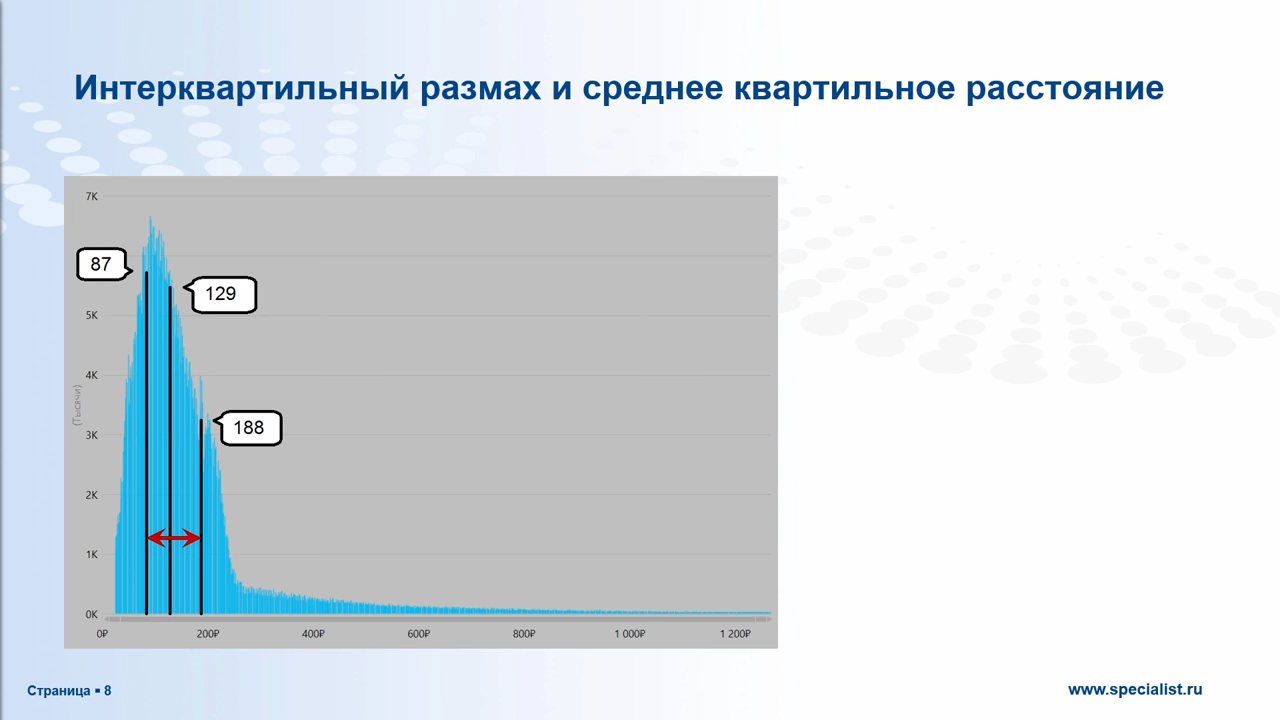 Интерквартильный размах и среднее квартильное расстояние
7K
87
129
5K
4K
(Тысячи)
188
3K
2K
1K
0K
0₽ 200₽ 400₽ 600₽ 800₽ 1 000₽ 1 200₽
Страница ▪ 8
www.specialist.ru